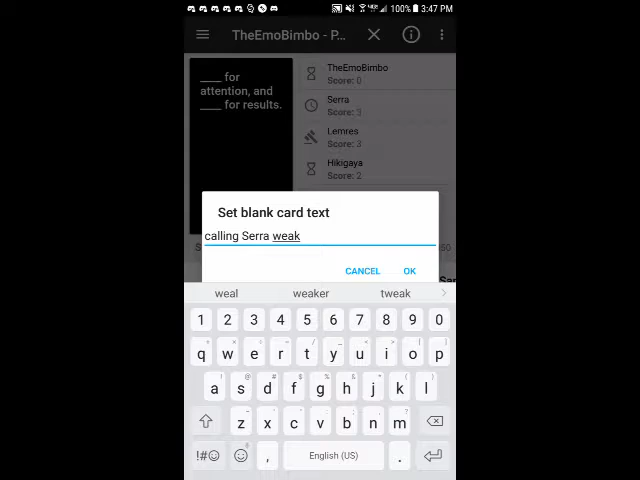 100% 3:47 PM
TheEmoBimbo - P...
____ for
attention, and
____ for results.
TheEmoBimbo
Score: 0
Serra
Score: 3
Lemres
Score: 3
Hikigaya
Score: 2
Set blank card text
calling Serra weak
CANCEL OK
weal weaker tweak
1 2 3 4 5 6 7 8 9 0
q w e r t y u i o p
a s d f g h j k l
z x c v b n m
!#☺ , English (US) .